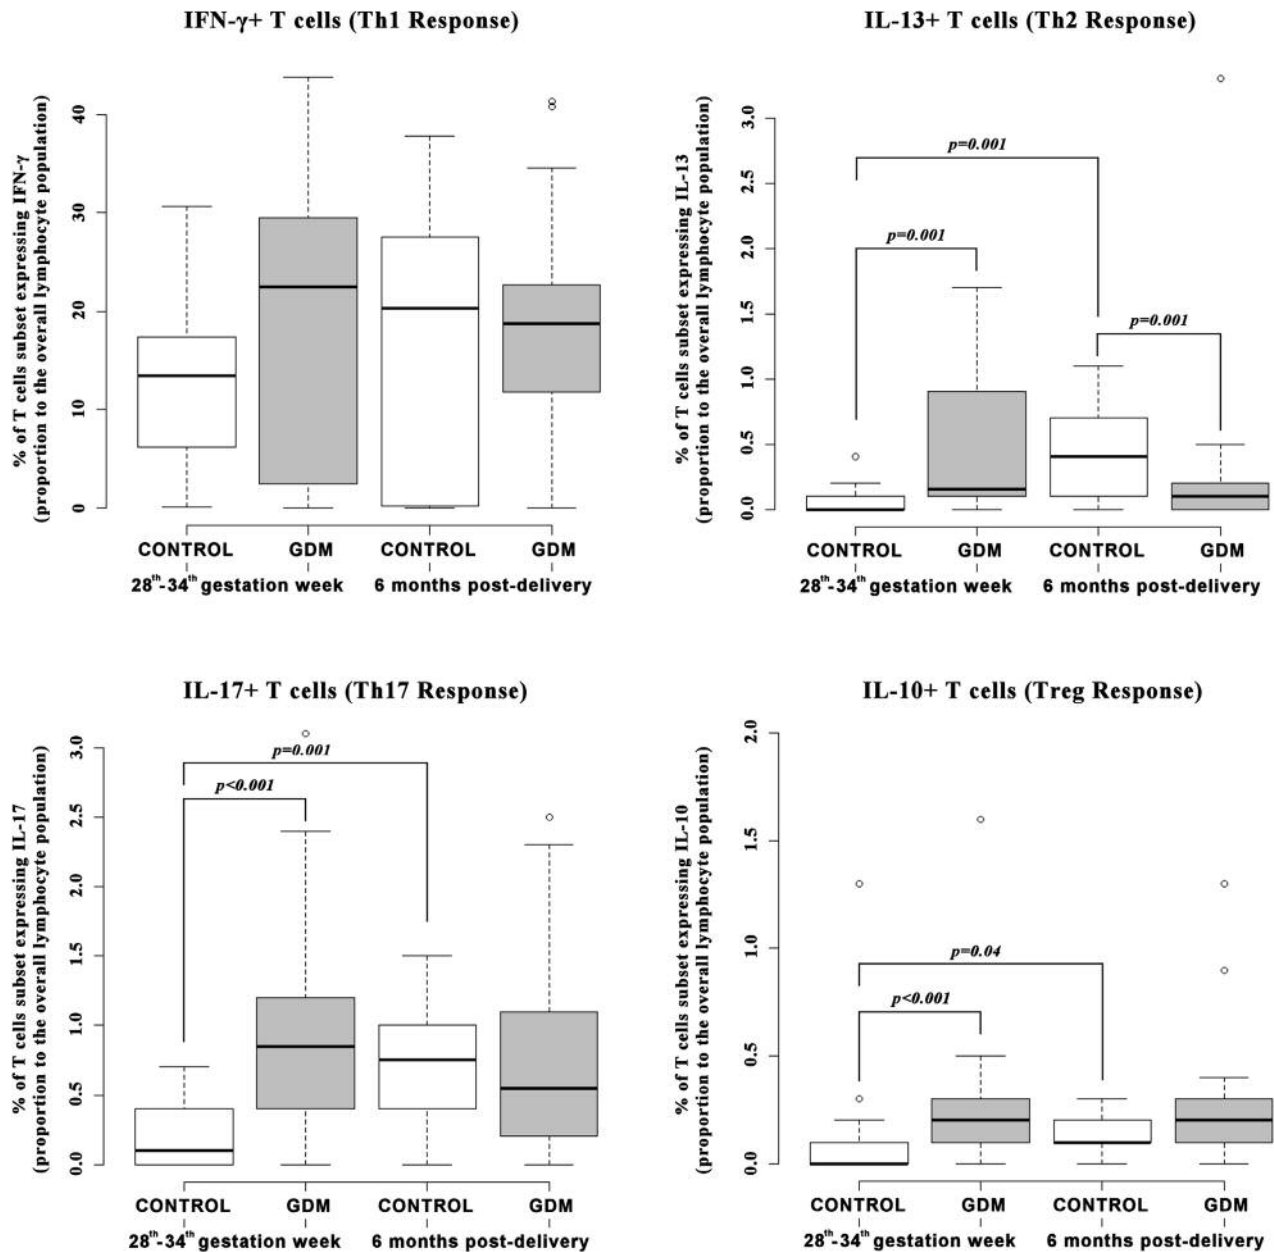 IFN-γ+ T cells (Th1 Response)
% of T cells subset expressing IFN-γ
(proportion to the overall lymphocyte population)
40
30
20
10
0
CONTROL GDM CONTROL GDM
28th-34th gestation week 6 months post-delivery
IL-13+ T cells (Th2 Response)
% of T cells subset expressing IL-13
(proportion to the overall lymphocyte population)
3.0
2.5
2.0
1.5
1.0
0.5
0.0
p=0.001
p=0.001
p=0.001
CONTROL GDM CONTROL GDM
28th-34th gestation week 6 months post-delivery
IL-17+ T cells (Th17 Response)
% of T cells subset expressing IL-17
(proportion to the overall lymphocyte population)
3.0
2.5
2.0
1.5
1.0
0.5
0.0
p=0.001
p<0.001
CONTROL GDM CONTROL GDM
28th-34th gestation week 6 months post-delivery
IL-10+ T cells (Treg Response)
% of T cells subset expressing IL-10
(proportion to the overall lymphocyte population)
2.0
1.5
1.0
0.5
0.0
p=0.04
p<0.001
CONTROL GDM CONTROL GDM
28th-34th gestation week 6 months post-delivery